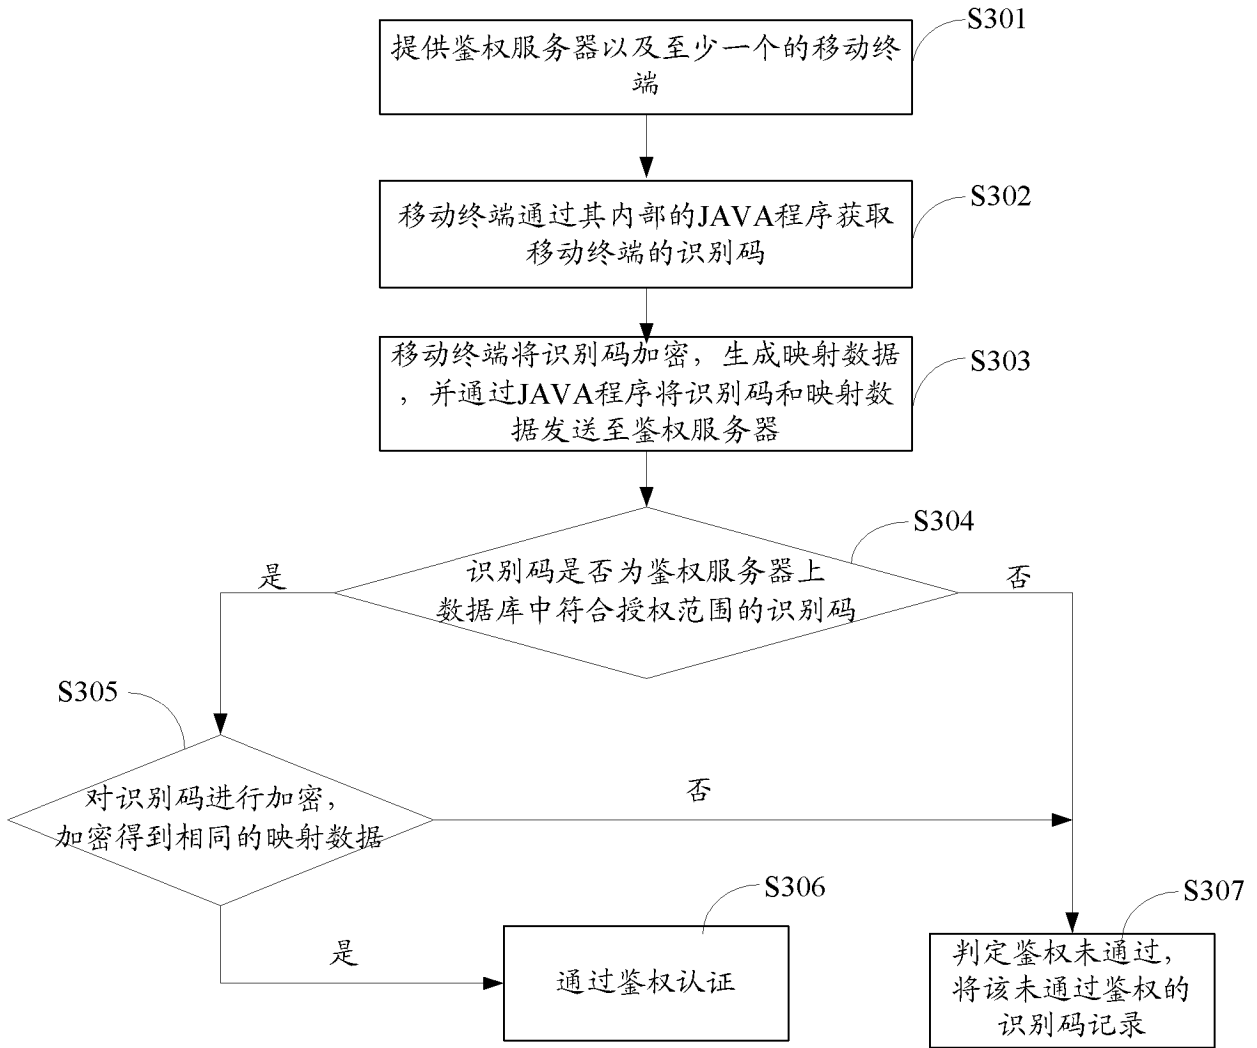 S301
提供鉴权服务器以及至少一个的移动终
端
S302
移动终端通过其内部的JAVA程序获取
移动终端的识别码
S303
移动终端将识别码加密，生成映射数据
，并通过JAVA程序将识别码和映射数
据发送至鉴权服务器
S304
识别码是否为鉴权服务器上
数据库中符合授权范围的识别码
是
否
S305
对识别码进行加密，
加密得到相同的映射数据
否
是
S306
通过鉴权认证
S307
判定鉴权未通过，
将该未通过鉴权的
识别码记录